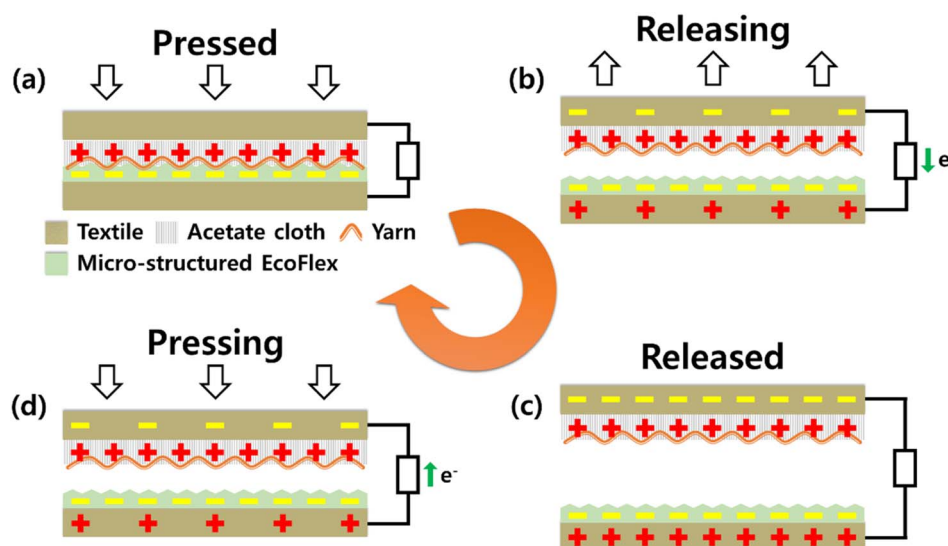 Pressed
(a)
Releasing
(b)
e⁻
Textile Acetate cloth Yarn
Micro-structured EcoFlex
Pressing
(d)
e⁻
Released
(c)